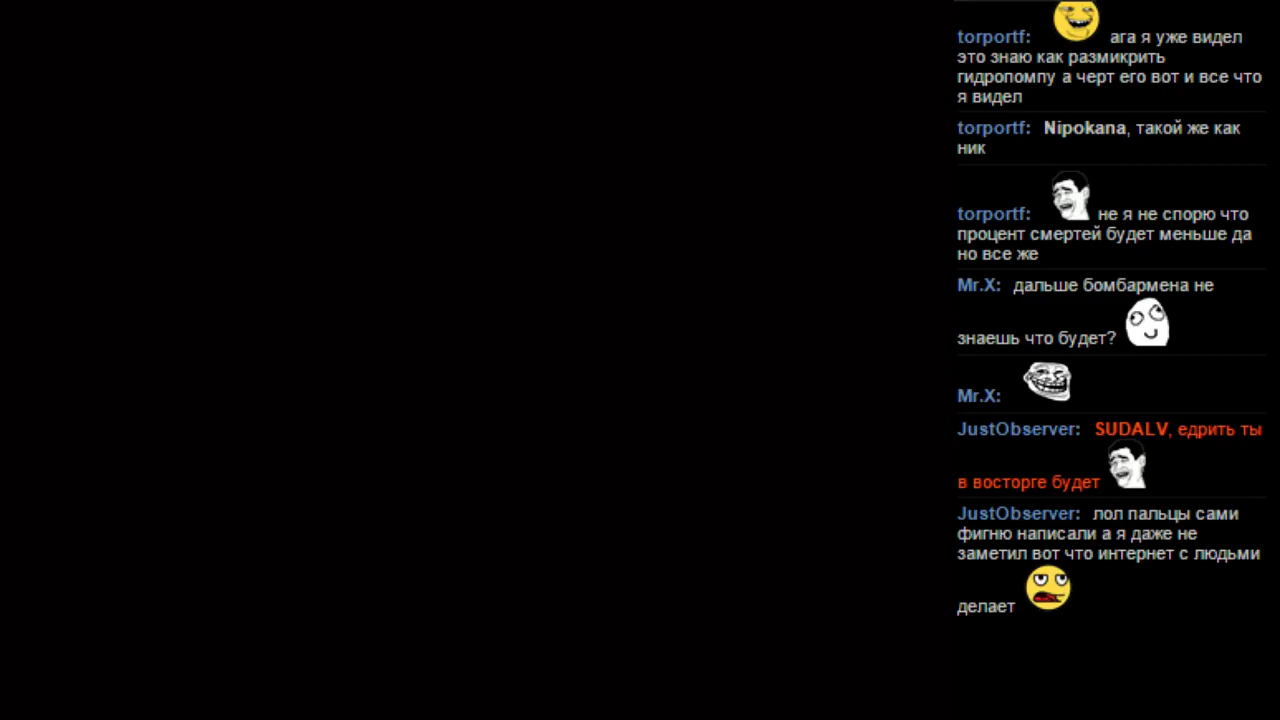 torportf: ага я уже видел
это знаю как размикрить
гидропомпу а черт его вот и все что
я видел
torportf: Nipokana, такой же как
ник
torportf: не я не спорю что
процент смертей будет меньше да
но все же
Mr.X: дальше бомбармена не
знаешь что будет?
Mr.X:
JustObserver: SUDALV, едрить ты
в восторге будет
JustObserver: лол пальцы сами
фигню написали а я даже не
заметил вот что интернет с людьми
делает